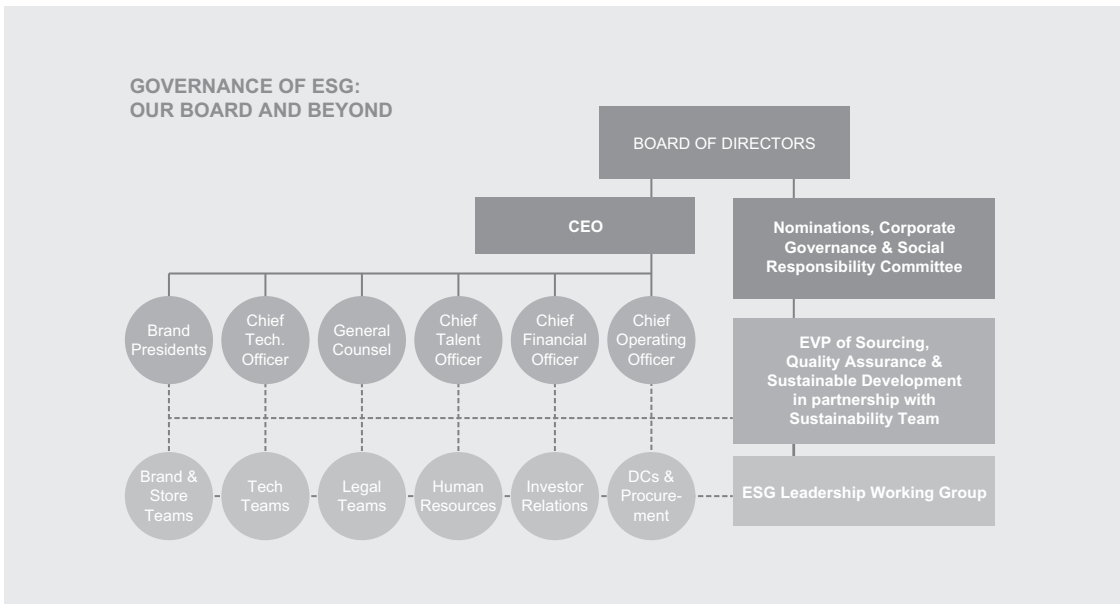 GOVERNANCE OF ESG:
OUR BOARD AND BEYOND
BOARD OF DIRECTORS
CEO
Nominations, Corporate
Governance & Social
Responsibility Committee
Brand
Presidents
Chief
Tech.
Officer
General
Counsel
Chief
Talent
Officer
Chief
Financial
Officer
Chief
Operating
Officer
EVP of Sourcing,
Quality Assurance &
Sustainable Development
in partnership with
Sustainability Team
Brand &
Store
Teams
Tech
Teams
Legal
Teams
Human
Resources
Investor
Relations
DCs &
Procure-
ment
ESG Leadership Working Group